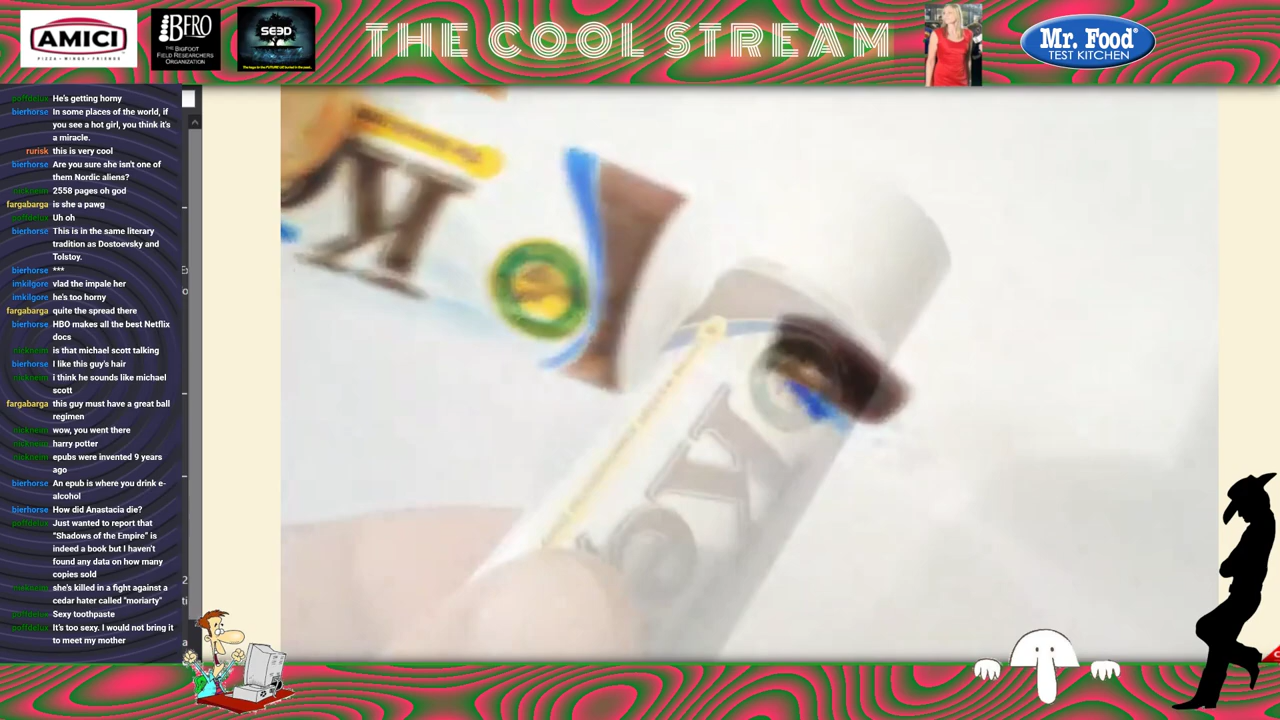 AMICI
PIZZA • WINGS • FRIENDS
BFRO
THE BIGFOOT
FIELD RESEARCHERS
ORGANIZATION
SEED
THE COOL STREAM
Mr. Food
TEST KITCHEN
poffdelux He's getting horny
bierhorse In some places of the world, if
you see a hot girl, you think it's
a miracle.
rurisk this is very cool
bierhorse Are you sure she isn't one of
them Nordic aliens?
2558 pages oh god
fargabarga is she a pawg
poffdelux Uh oh
bierhorse This is in the same literary
tradition as Dostoevsky and
Tolstoy.
bierhorse ***
imkilgore vlad the impale her
imkilgore he's too horny
fargabarga quite the spread there
bierhorse HBO makes all the best Netflix
docs
is that michael scott talking
bierhorse I like this guy's hair
i think he sounds like michael
scott
fargabarga this guy must have a great ball
regimen
wow, you went there
harry potter
epubs were invented 9 years
ago
bierhorse An epub is where you drink e-
alcohol
bierhorse How did Anastacia die?
poffdelux Just wanted to report that
"Shadows of the Empire" is
indeed a book but I haven't
found any data on how many
copies sold
she's killed in a fight against a
cedar hater called "moriarty"
poffdelux Sexy toothpaste
poffdelux It's too sexy. I would not bring it
to meet my mother